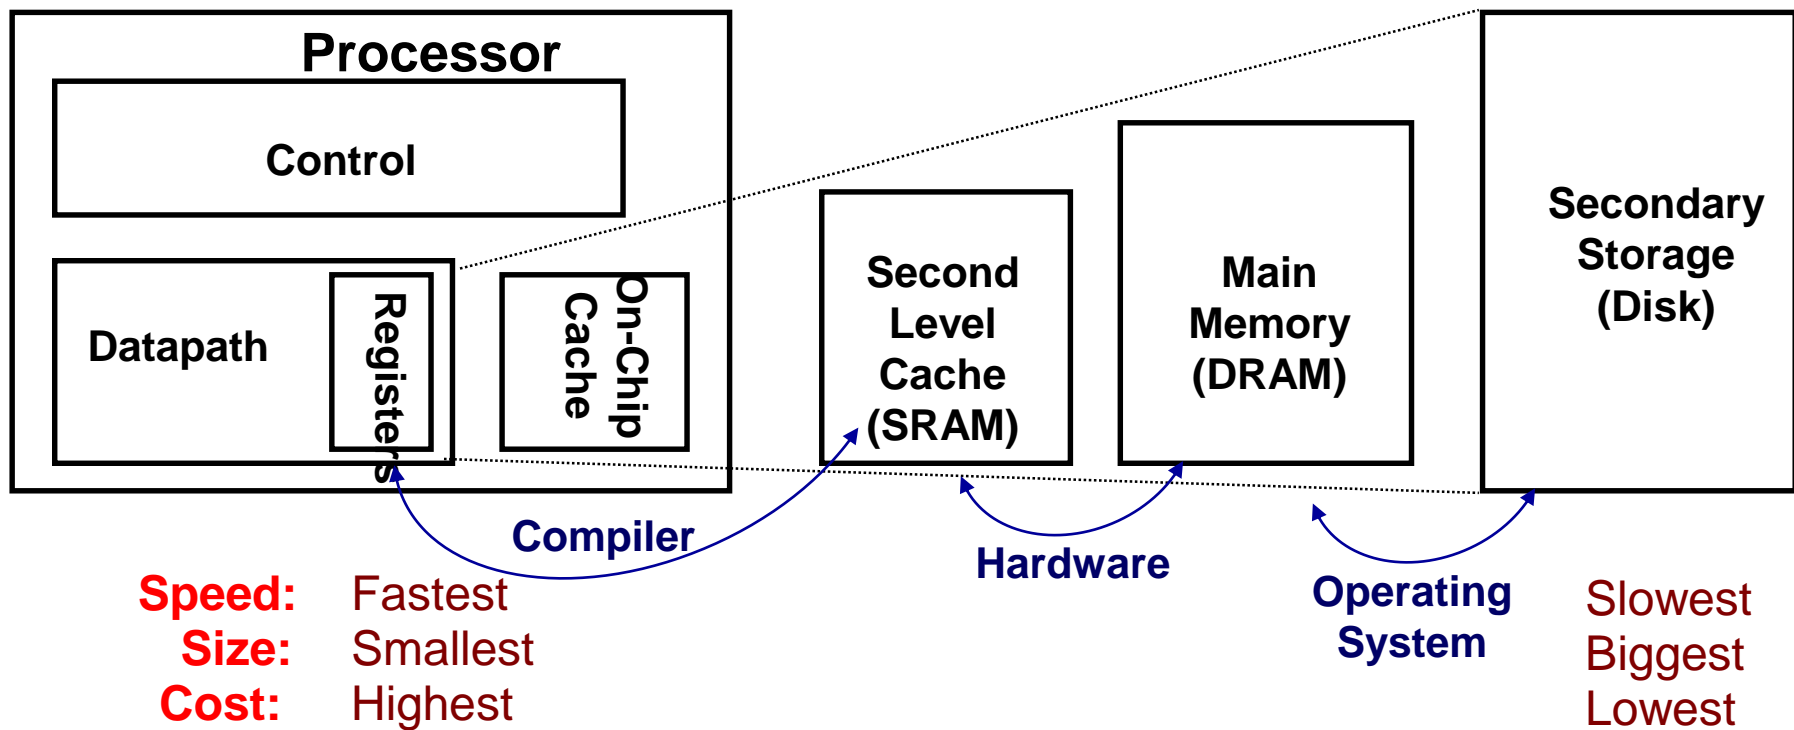 Processor
Control
Datapath
Registers
On-Chip
Cache
Second
Level
Cache
(SRAM)
Main
Memory
(DRAM)
Secondary
Storage
(Disk)
Compiler
Hardware
Operating
System
Speed: Fastest Slowest
Size: Smallest Biggest
Cost: Highest Lowest